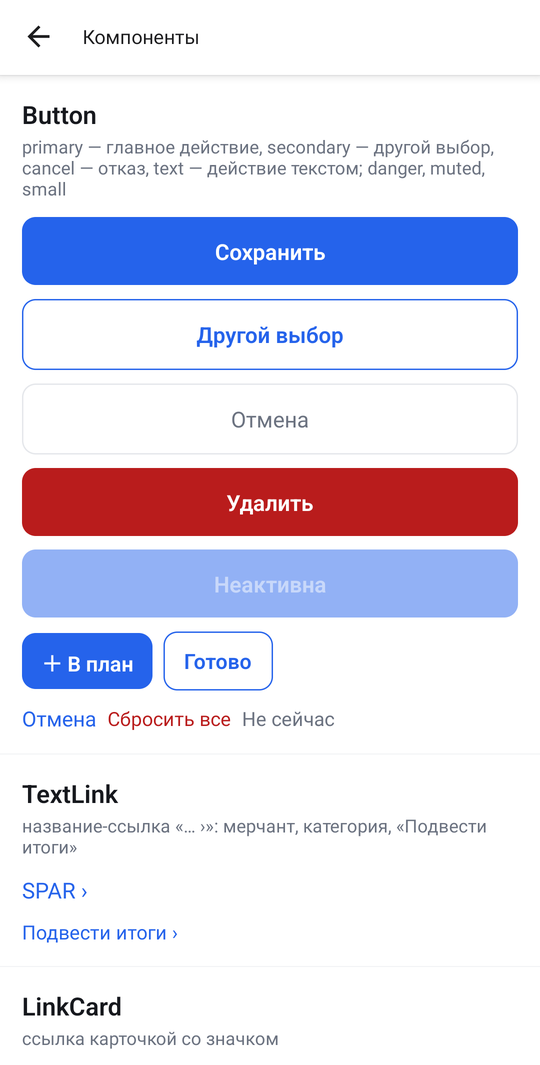 Компоненты
Button
primary — главное действие, secondary — другой выбор,
cancel — отказ, text — действие текстом; danger, muted,
small
Сохранить
Другой выбор
Отмена
Удалить
Неактивна
+ В план
Готово
Отмена Сбросить все Не сейчас
TextLink
название-ссылка «… ›»: мерчант, категория, «Подвести
итоги»
SPAR ›
Подвести итоги ›
LinkCard
ссылка карточкой со значком